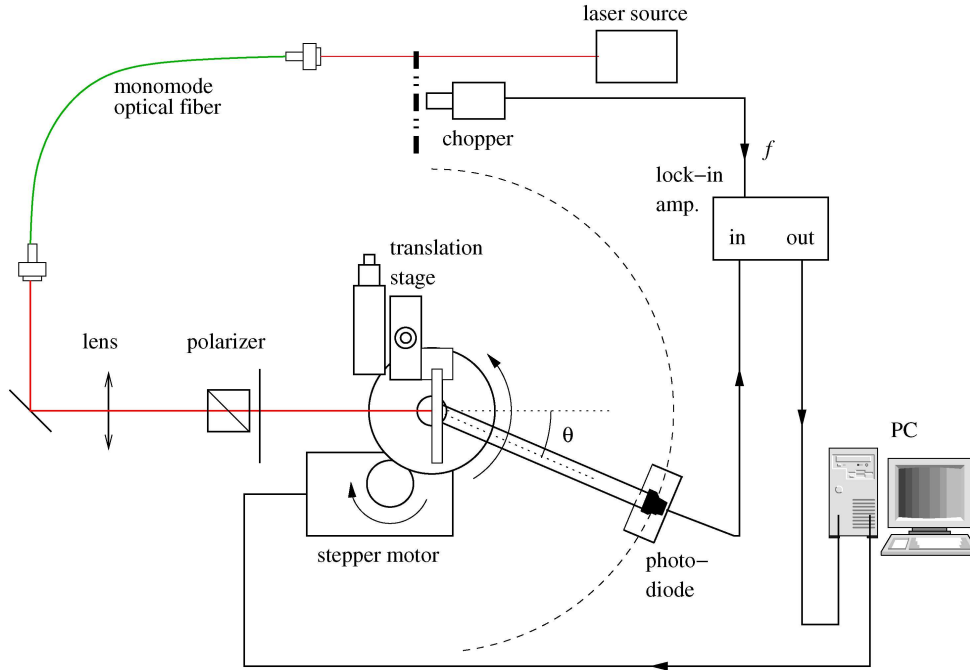 laser source
monomode
optical fiber
chopper
f
lock-in
amp.
in out
translation
stage
lens
polarizer
θ
PC
stepper motor
photo-
diode